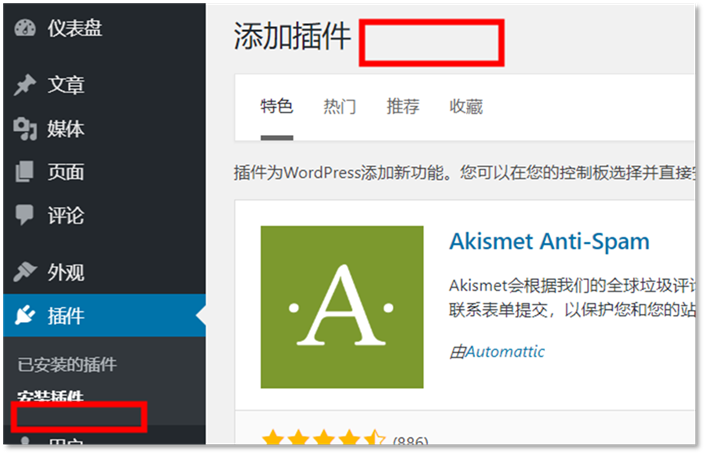 仪表盘
文章
媒体
页面
评论
外观
插件
已安装的插件
安装插件
用户
添加插件
特色 热门 推荐 收藏
插件为WordPress添加新功能。您可以在您的控制板选择并直接安
A
Akismet Anti-Spam
Akismet会根据我们的全球垃圾评论
联系表单提交，以保护您和您的站
由Automattic
(886)